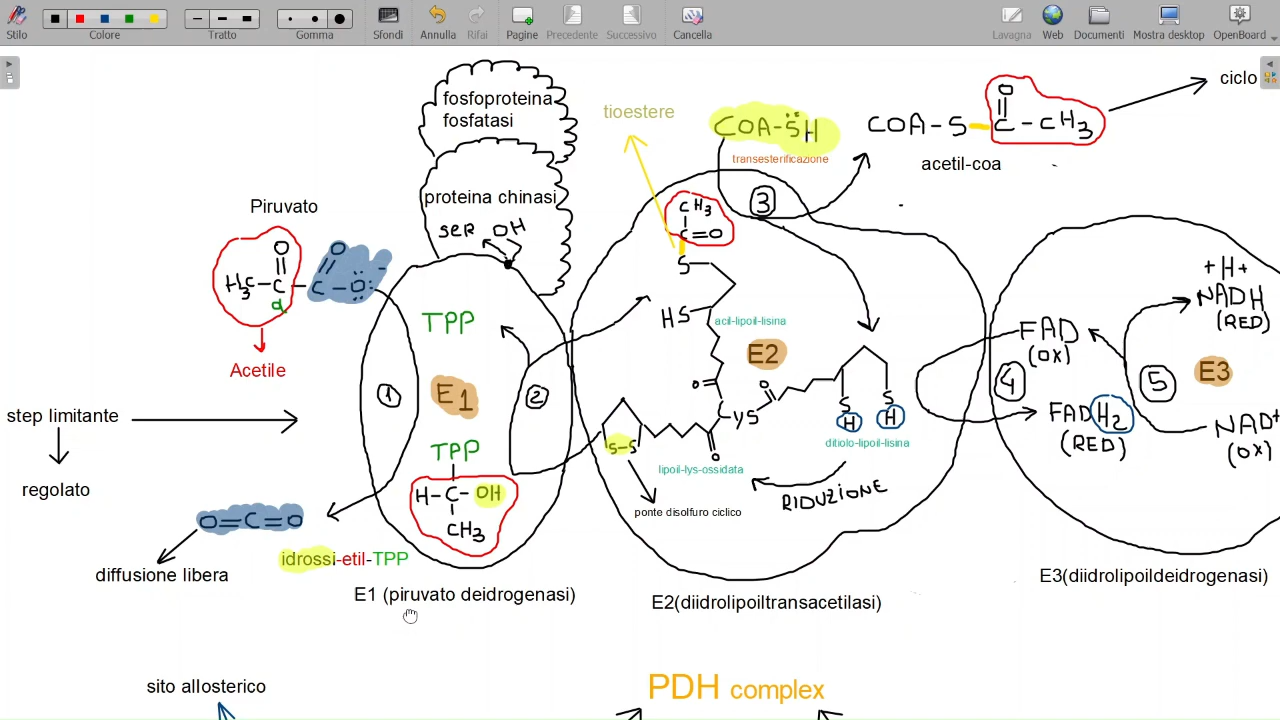 Stilo
Colore
Tratto
Gomma
Sfondi
Annulla
Rifai
Pagine
Precedente
Successivo
Cancella
Lavagna
Web
Documenti
Mostra desktop
OpenBoard
fosfoproteina
fosfatasi
proteina chinasi
SER OH
Piruvato
H3C-C-C-O:-
O
O
α
Acetile
step limitante
regolato
O=C=O
diffusione libera
1
TPP
E1
TPP
H-C-OH
CH3
idrossi-etil-TPP
E1 (piruvato deidrogenasi)
2
tioestere
COA-SH
transesterificazione
3
COA-S-C-CH3
O
acetil-coa
ciclo
CH3
C=O
S
HS
acil-lipoil-lisina
E2
O
O
LYS
S-S
O
lipoil-lys-ossidata
ponte disolfuro ciclico
S
S
H
H
ditiolo-lipoil-lisina
RIDUZIONE
E2(diidrolipoiltransacetilasi)
FAD
(OX)
4
FADH2
(RED)
5
+H+
NADH
(RED)
E3
NAD+
(OX)
E3(diidrolipoildeidrogenasi)
sito allosterico
PDH complex